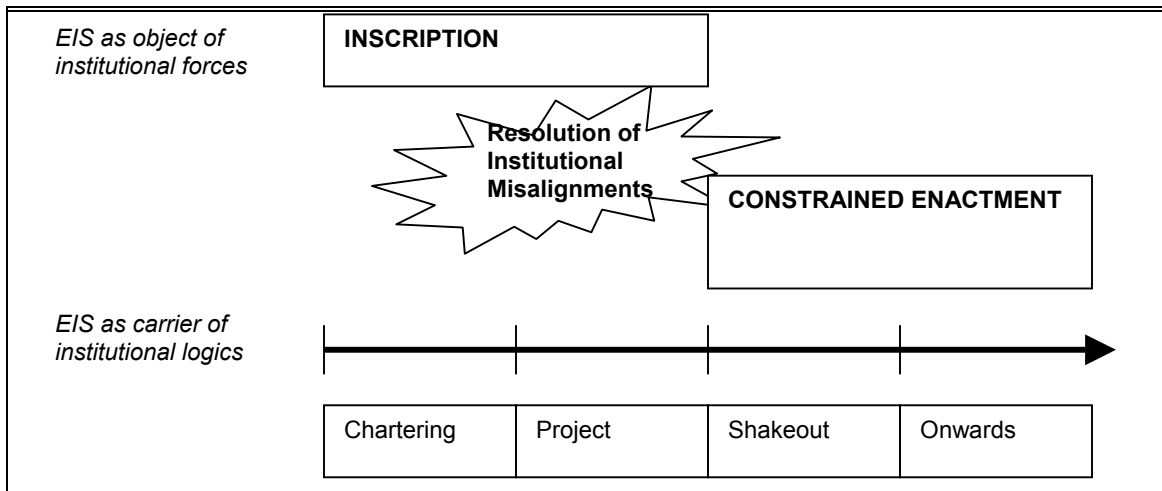 EIS as object of
institutional forces
INSCRIPTION
Resolution of
Institutional
Misalignments
CONSTRAINED ENACTMENT
EIS as carrier of
institutional logics
Chartering
Project
Shakeout
Onwards